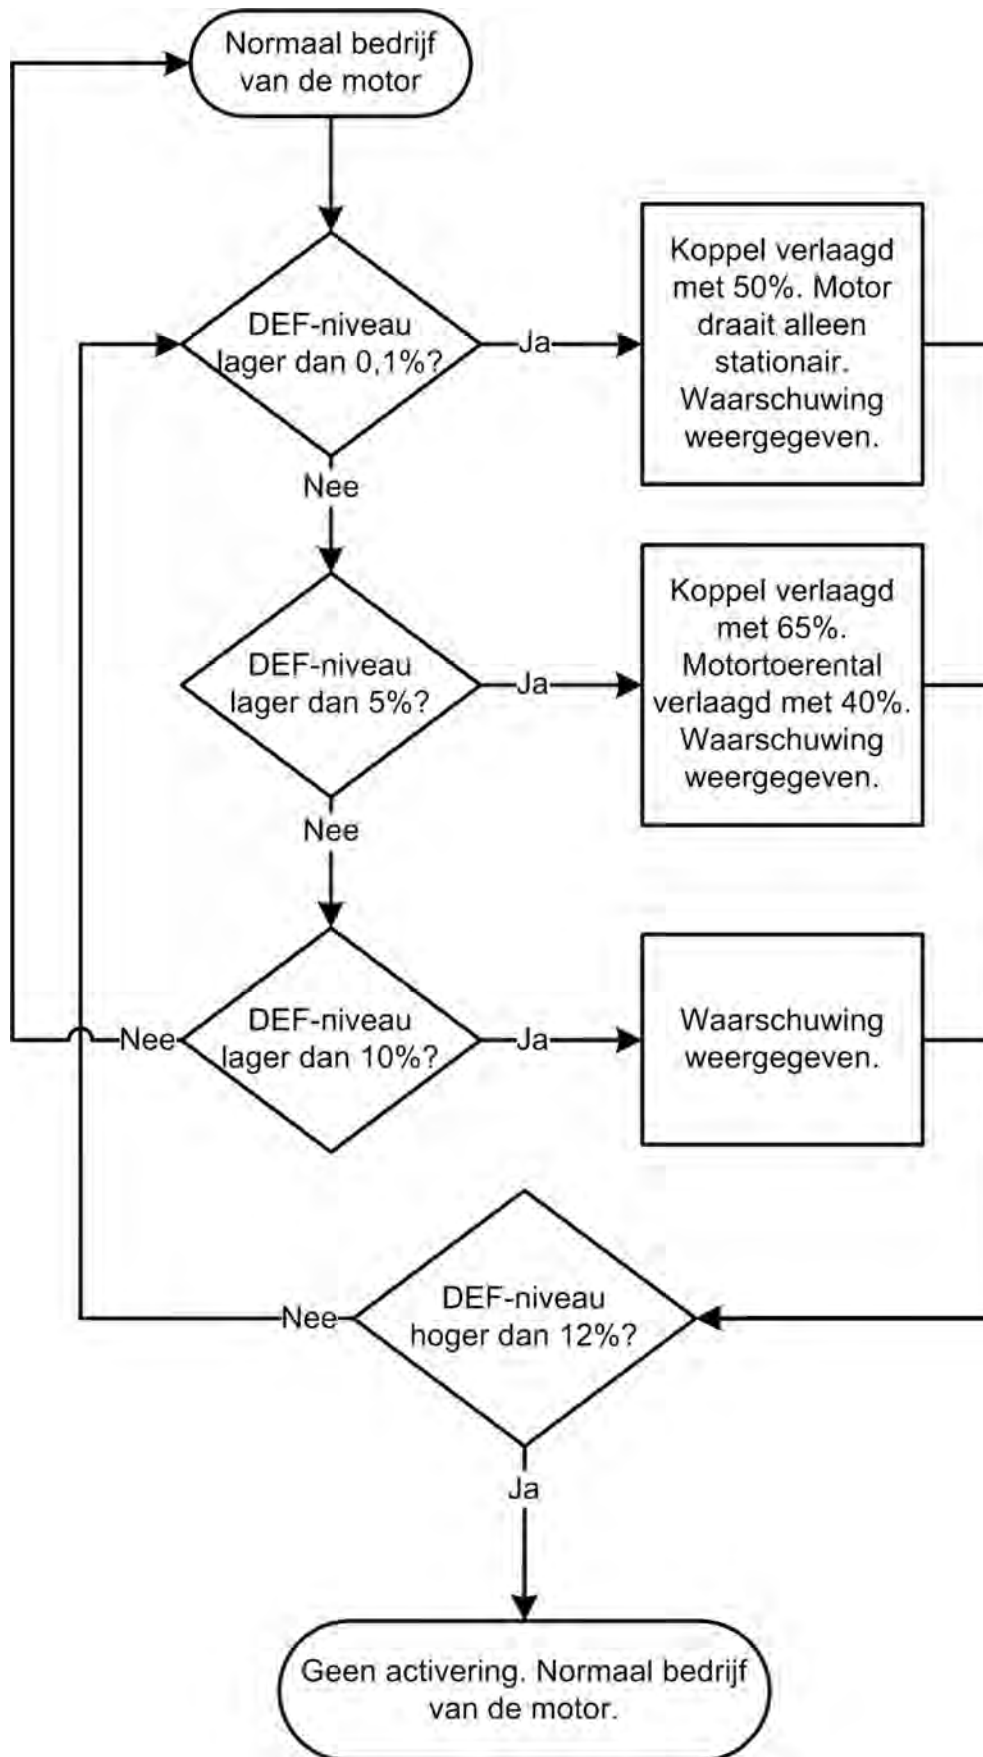 Normaal bedrijf
van de motor
DEF-niveau
lager dan 0,1%?
Ja
Koppel verlaagd
met 50%. Motor
draait alleen
stationair.
Waarschuwing
weergegeven.
Nee
DEF-niveau
lager dan 5%?
Ja
Koppel verlaagd
met 65%.
Motortoerental
verlaagd met 40%.
Waarschuwing
weergegeven.
Nee
DEF-niveau
lager dan 10%?
Nee
Ja
Waarschuwing
weergegeven.
DEF-niveau
hoger dan 12%?
Nee
Ja
Geen activering. Normaal bedrijf
van de motor.